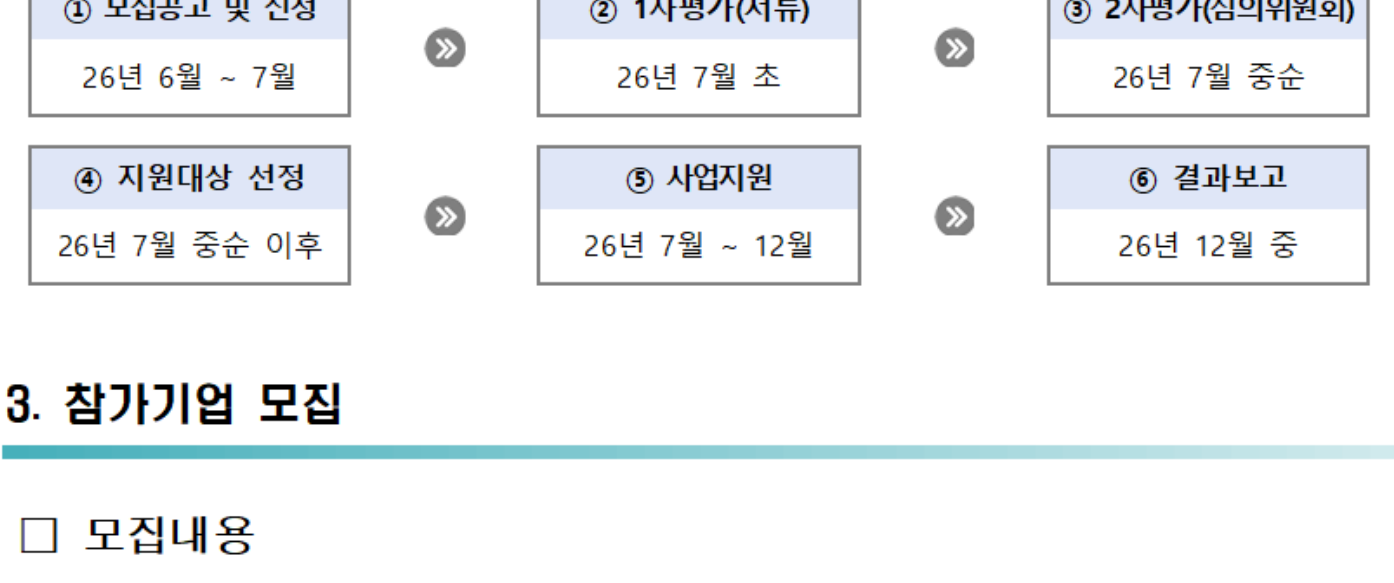 ① 모집공고 및 신청
② 1차평가(서류)
③ 2차평가(심의위원회)
26년 6월 ~ 7월
26년 7월 초
26년 7월 중순
④ 지원대상 선정
⑤ 사업지원
⑥ 결과보고
26년 7월 중순 이후
26년 7월 ~ 12월
26년 12월 중
3. 참가기업 모집
□ 모집내용